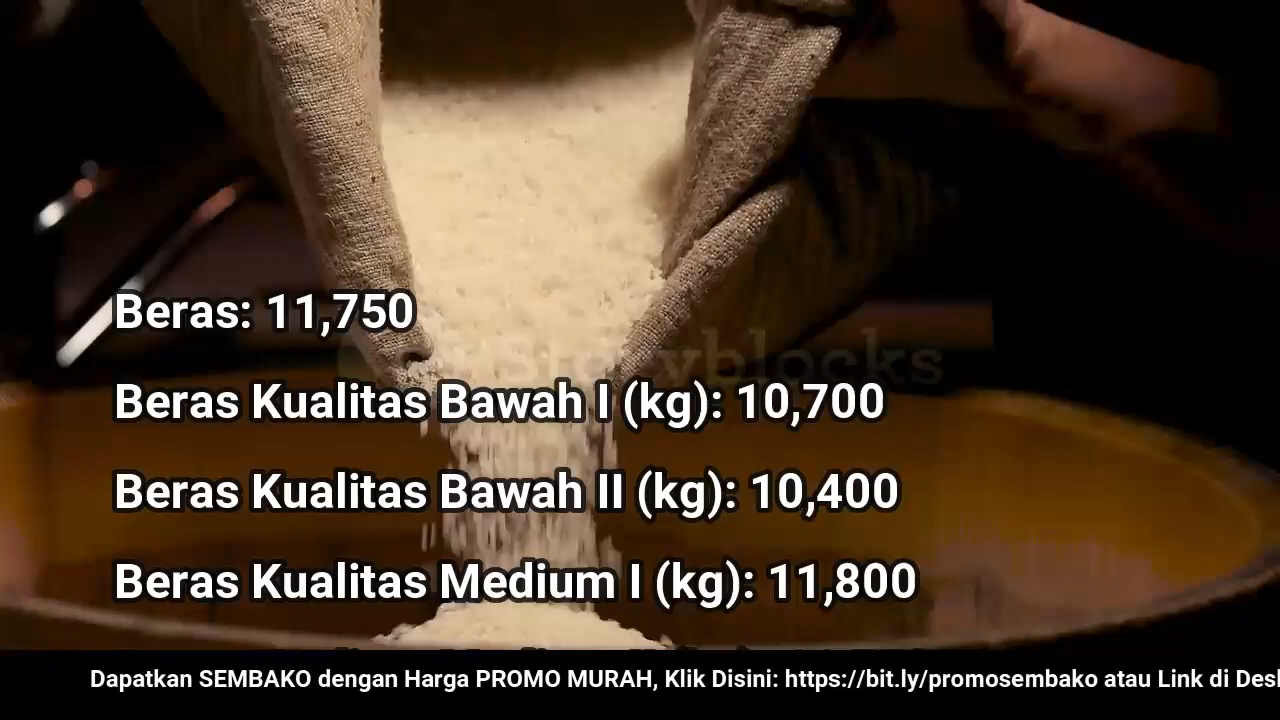 Beras: 11,750
Storyblocks
Beras Kualitas Bawah I (kg): 10,700
Beras Kualitas Bawah II (kg): 10,400
Beras Kualitas Medium I (kg): 11,800
Dapatkan SEMBAKO dengan Harga PROMO MURAH, Klik Disini: https://bit.ly/promosembako atau Link di